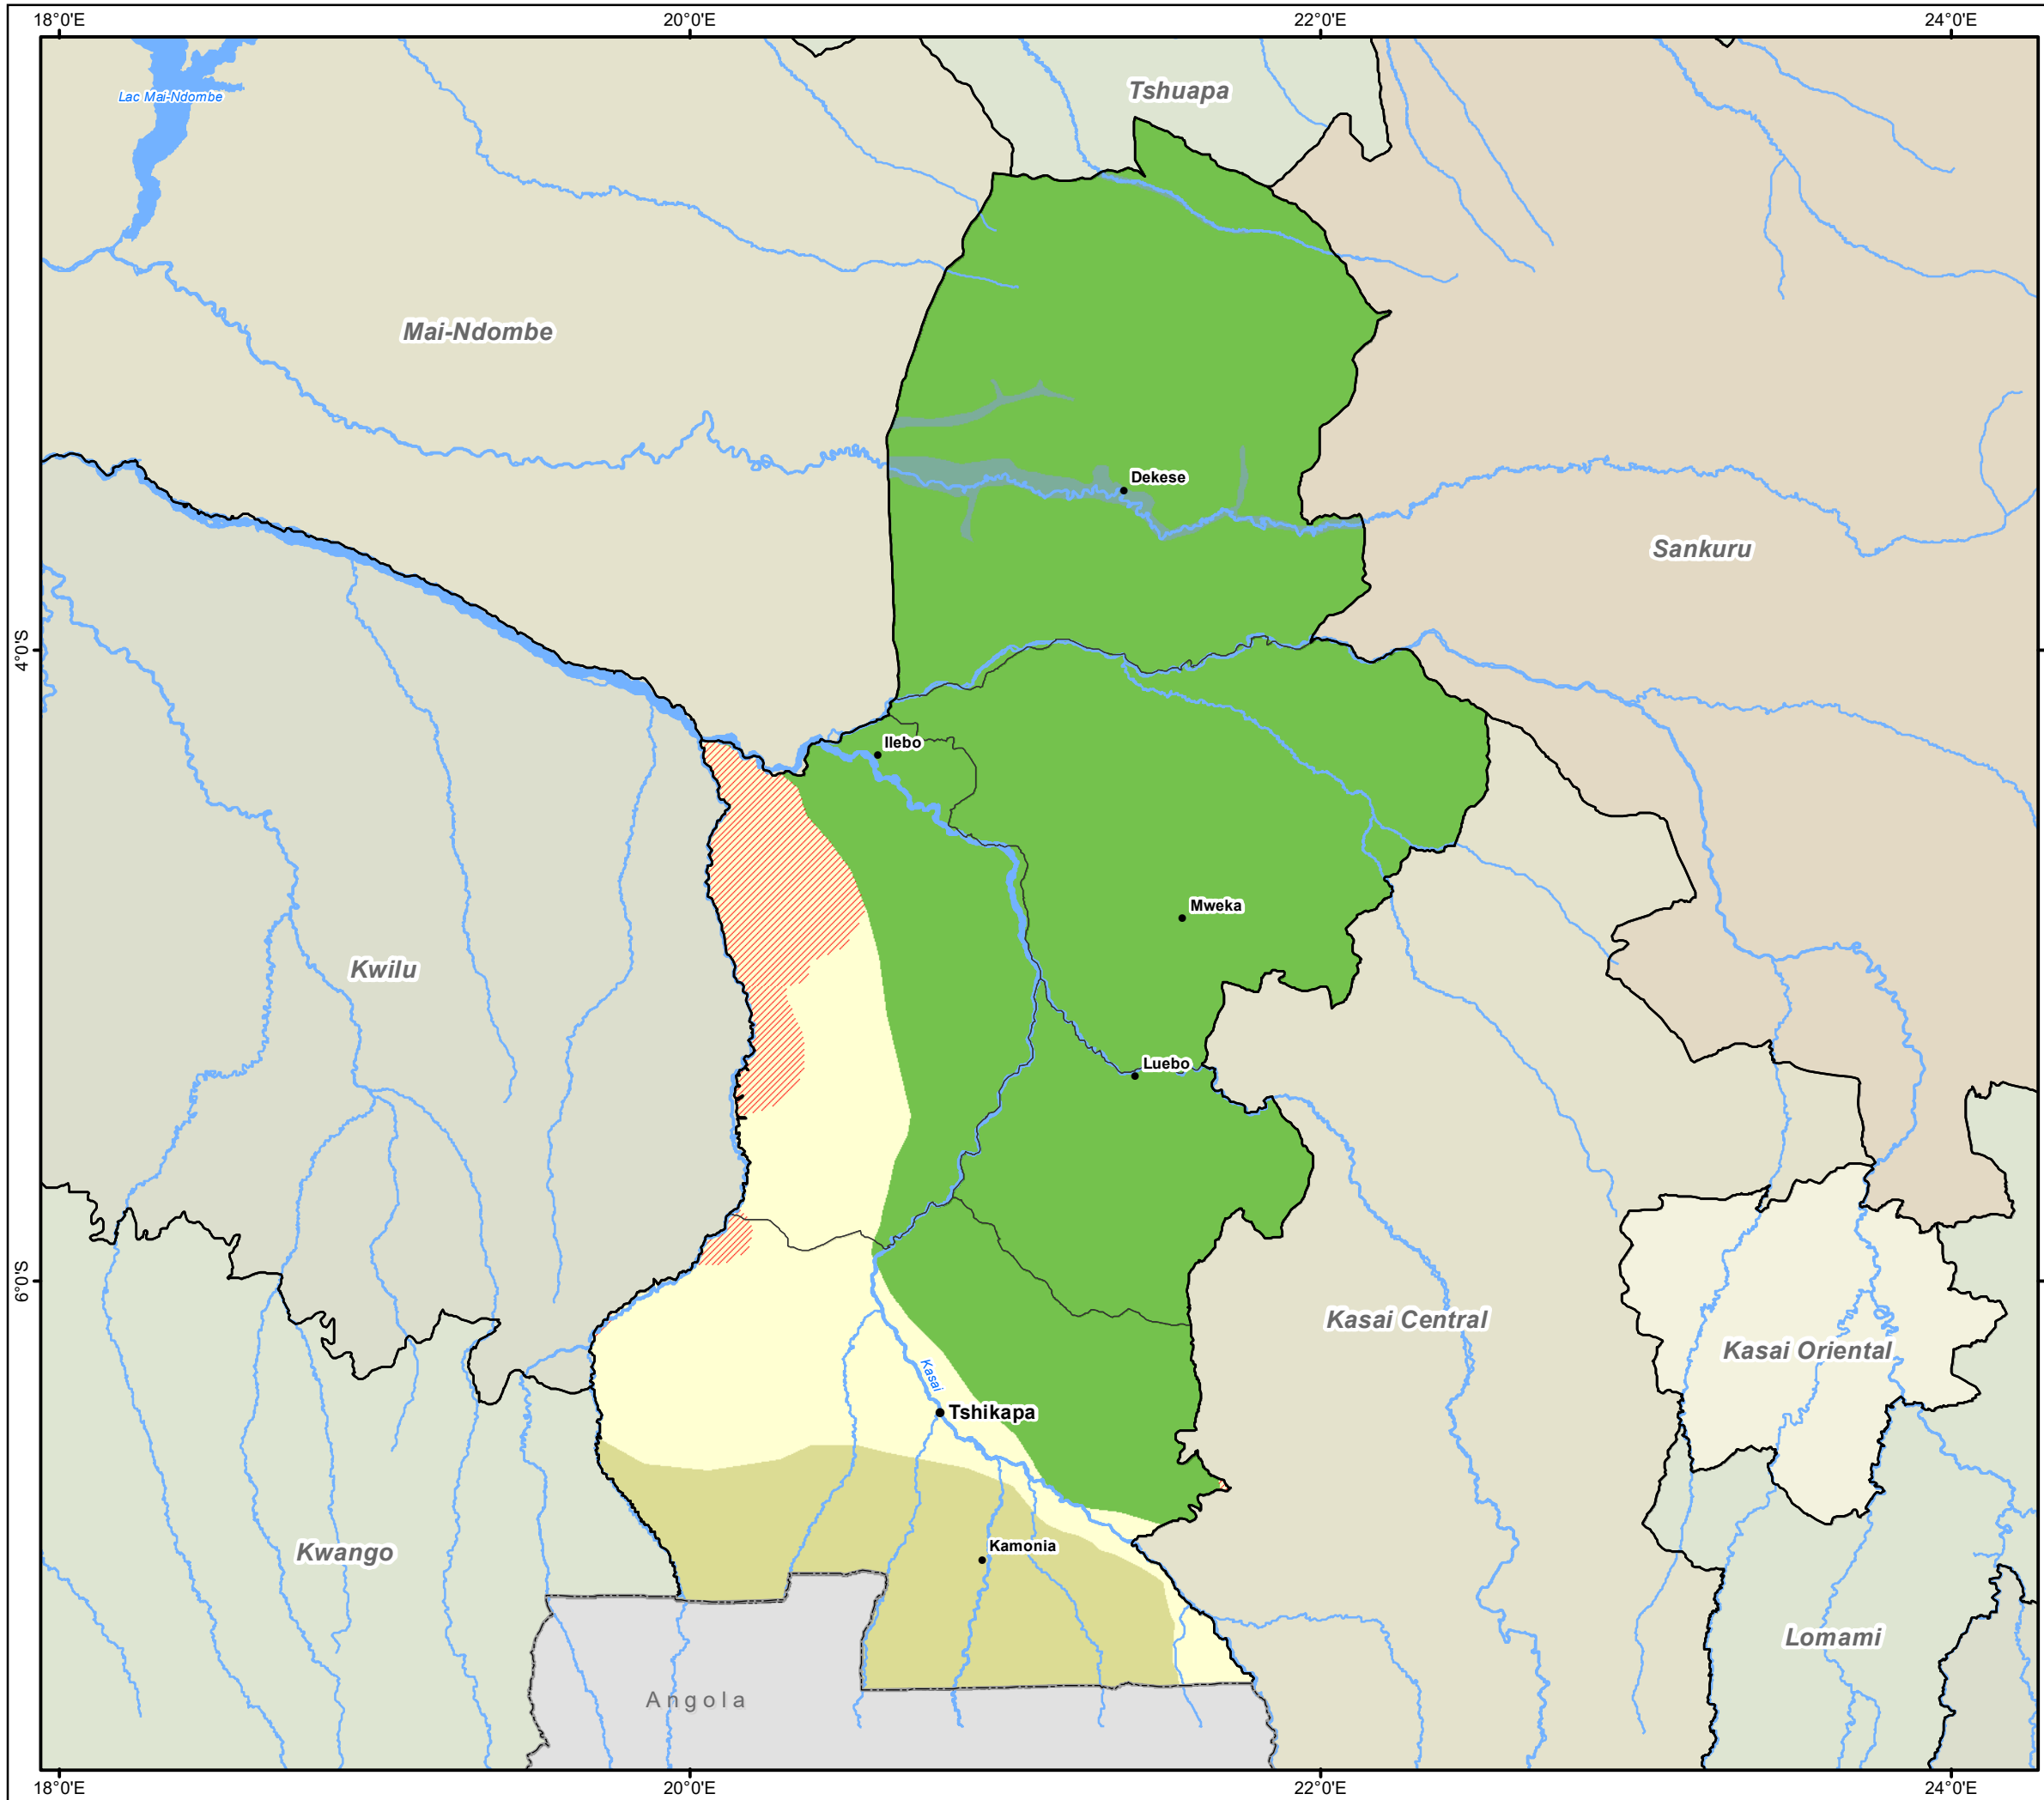 18°0'E 20°0'E 22°0'E 24°0'E
Tshuapa
Lac Mai-Ndombe
Mai-Ndombe
Dekese
Sankuru
4°0'S
Ilebo
Mweka
Kwilu
Luebo
6°0'S
Kasai Central
Kasai Oriental
Kasai
Tshikapa
Kwango
Kamonia
Lomami
Angola
18°0'E 20°0'E 22°0'E 24°0'E